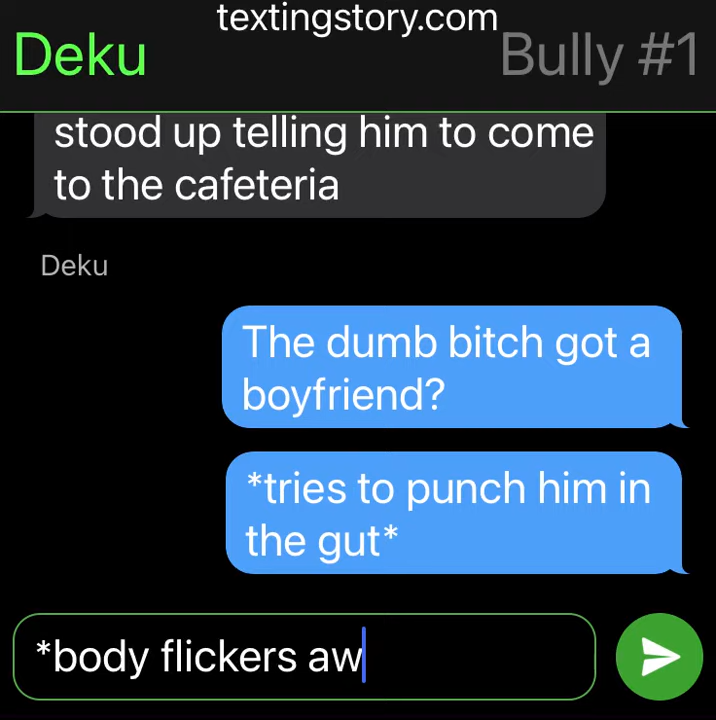 textingstory.com
Deku
Bully #1
stood up telling him to come
to the cafeteria
Deku
The dumb bitch got a
boyfriend?
*tries to punch him in
the gut*
*body flickers aw